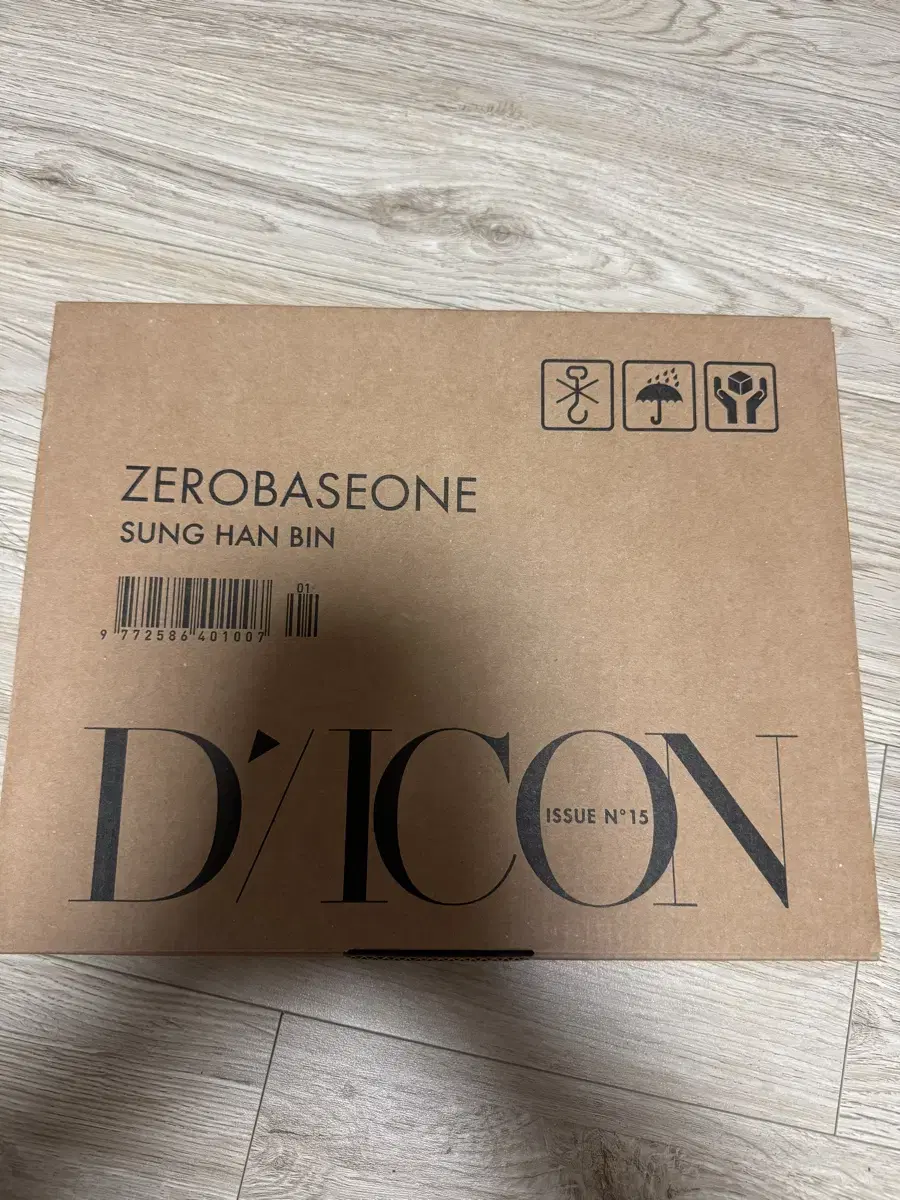 ZEROBASEONE
SUNG HAN BIN
01
9 772586 401007
D'/ICON
ISSUE N°15